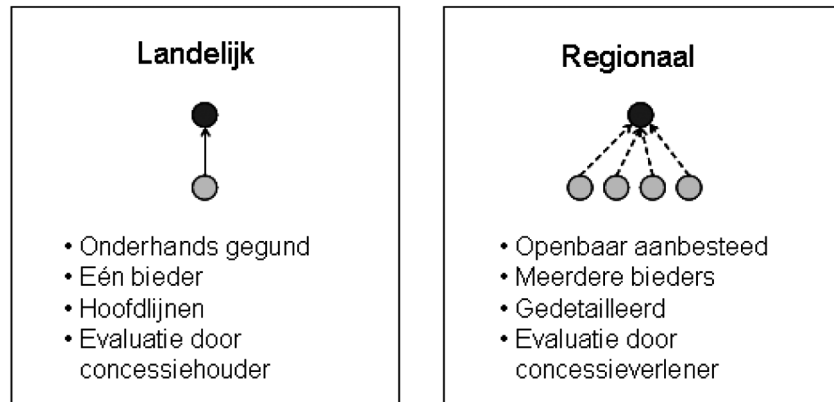 Landelijk
• Onderhands gegund
• Eén bieder
• Hoofdlijnen
• Evaluatie door
concessiehouder
Regionaal
• Openbaar aanbesteed
• Meerdere bieders
• Gedetailleerd
• Evaluatie door
concessieverlener